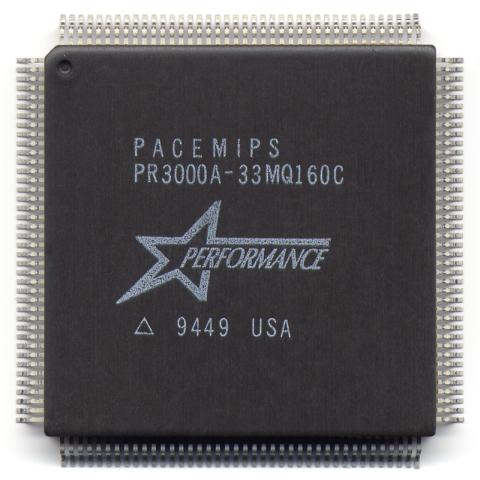 PACEMIPS
PR3000A-33MQ160C
PERFORMANCE
△ 9449 USA